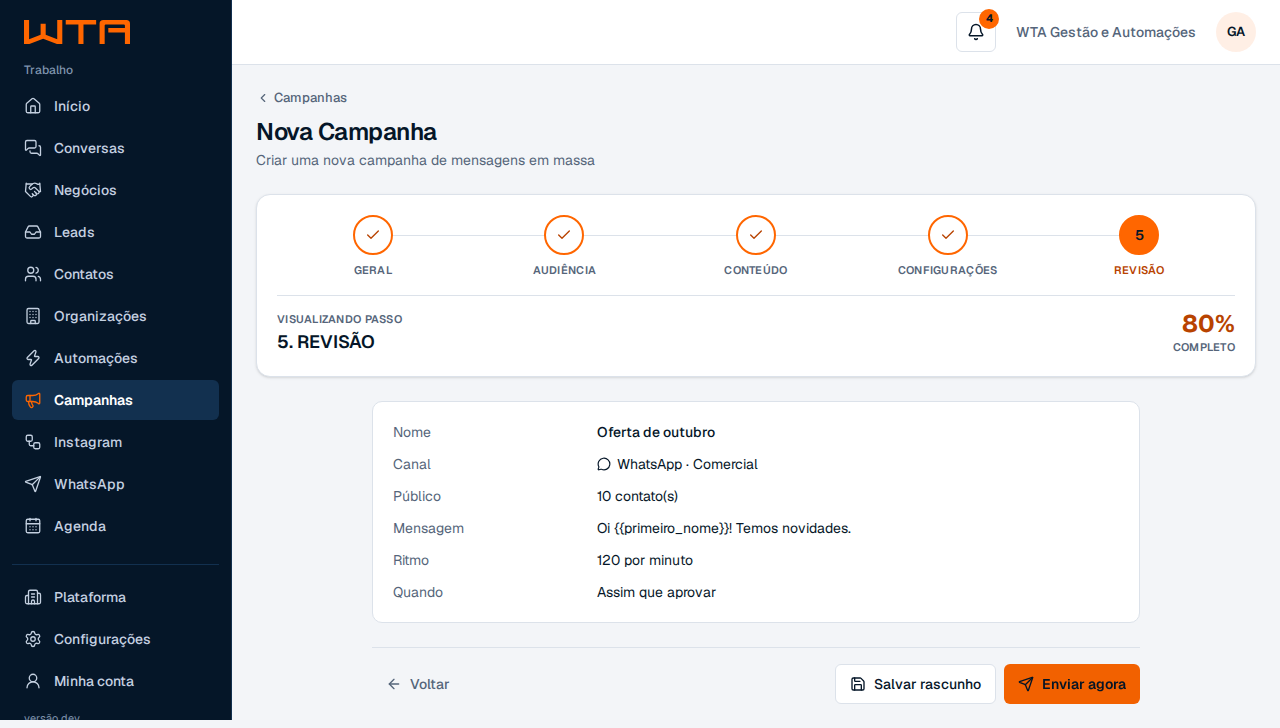 WTA
Trabalho
Início
Conversas
Negócios
Leads
Contatos
Organizações
Automações
Campanhas
Instagram
WhatsApp
Agenda
Plataforma
Configurações
Minha conta
versão dev
4
WTA Gestão e Automações
GA
Campanhas
Nova Campanha
Criar uma nova campanha de mensagens em massa
5
GERAL AUDIÊNCIA CONTEÚDO CONFIGURAÇÕES REVISÃO
VISUALIZANDO PASSO
5. REVISÃO
80%
COMPLETO
Nome Oferta de outubro
Canal WhatsApp · Comercial
Público 10 contato(s)
Mensagem Oi {{primeiro_nome}}! Temos novidades.
Ritmo 120 por minuto
Quando Assim que aprovar
Voltar Salvar rascunho Enviar agora